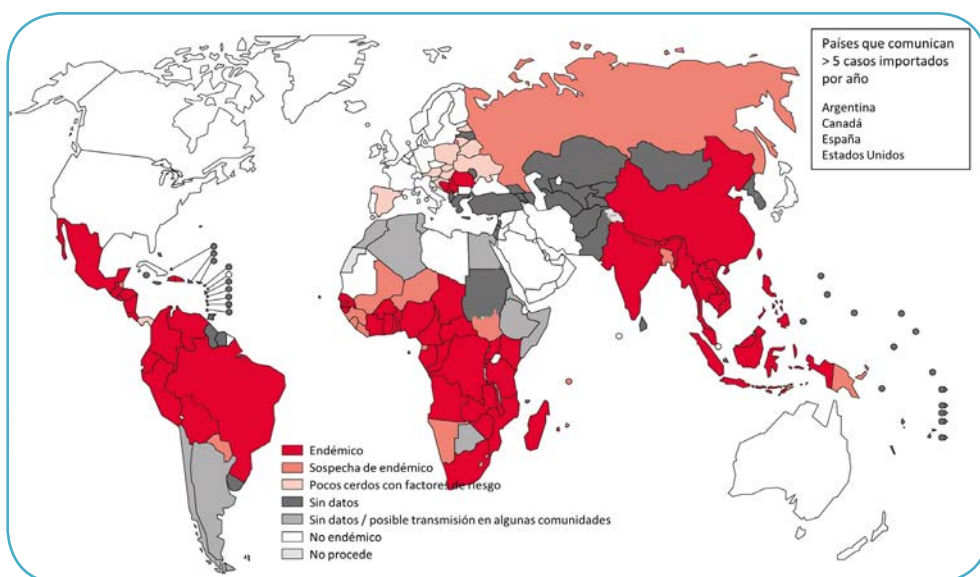 Países que comunican
> 5 casos importados
por año
Argentina
Canadá
España
Estados Unidos
Endémico
Sospecha de endémico
Pocos cerdos con factores de riesgo
Sin datos
Sin datos / posible transmisión en algunas comunidades
No endémico
No procede